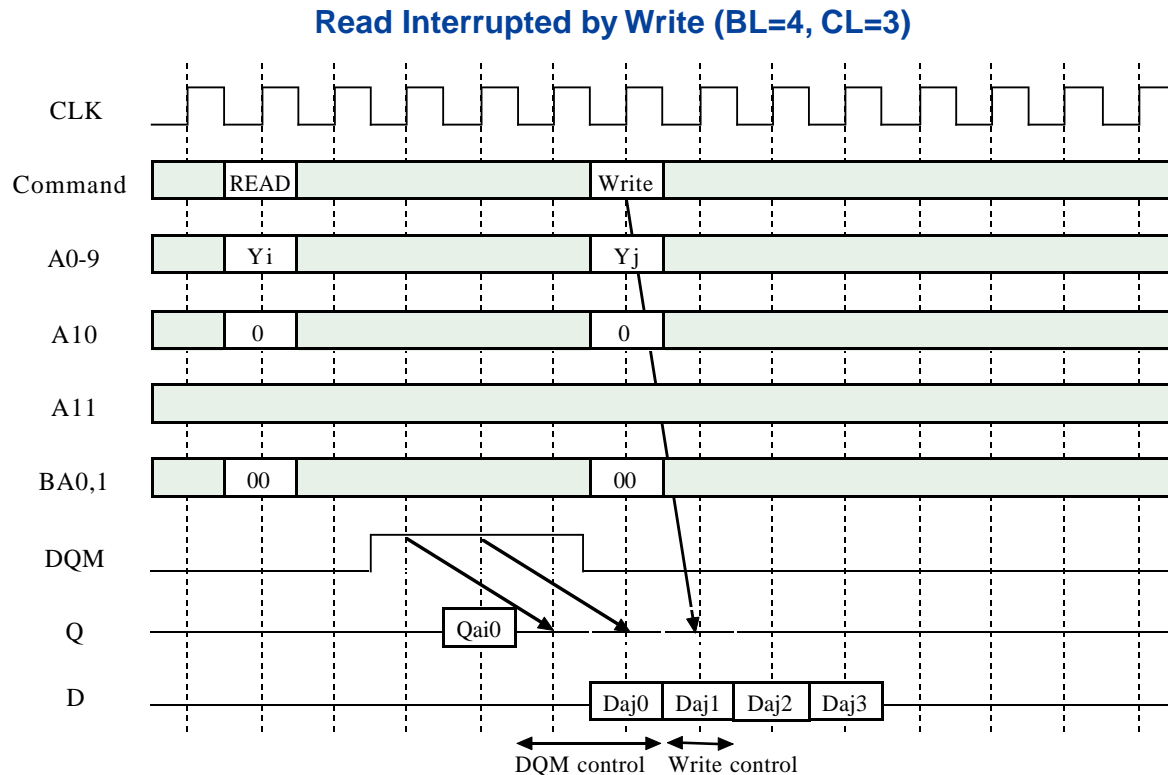 Read Interrupted by Write (BL=4, CL=3)
CLK
Command READ Write
A0-9 Yi Yj
A10 0 0
A11
BA0,1 00 00
DQM
Q Qai0
D Daj0 Daj1 Daj2 Daj3
DQM control Write control